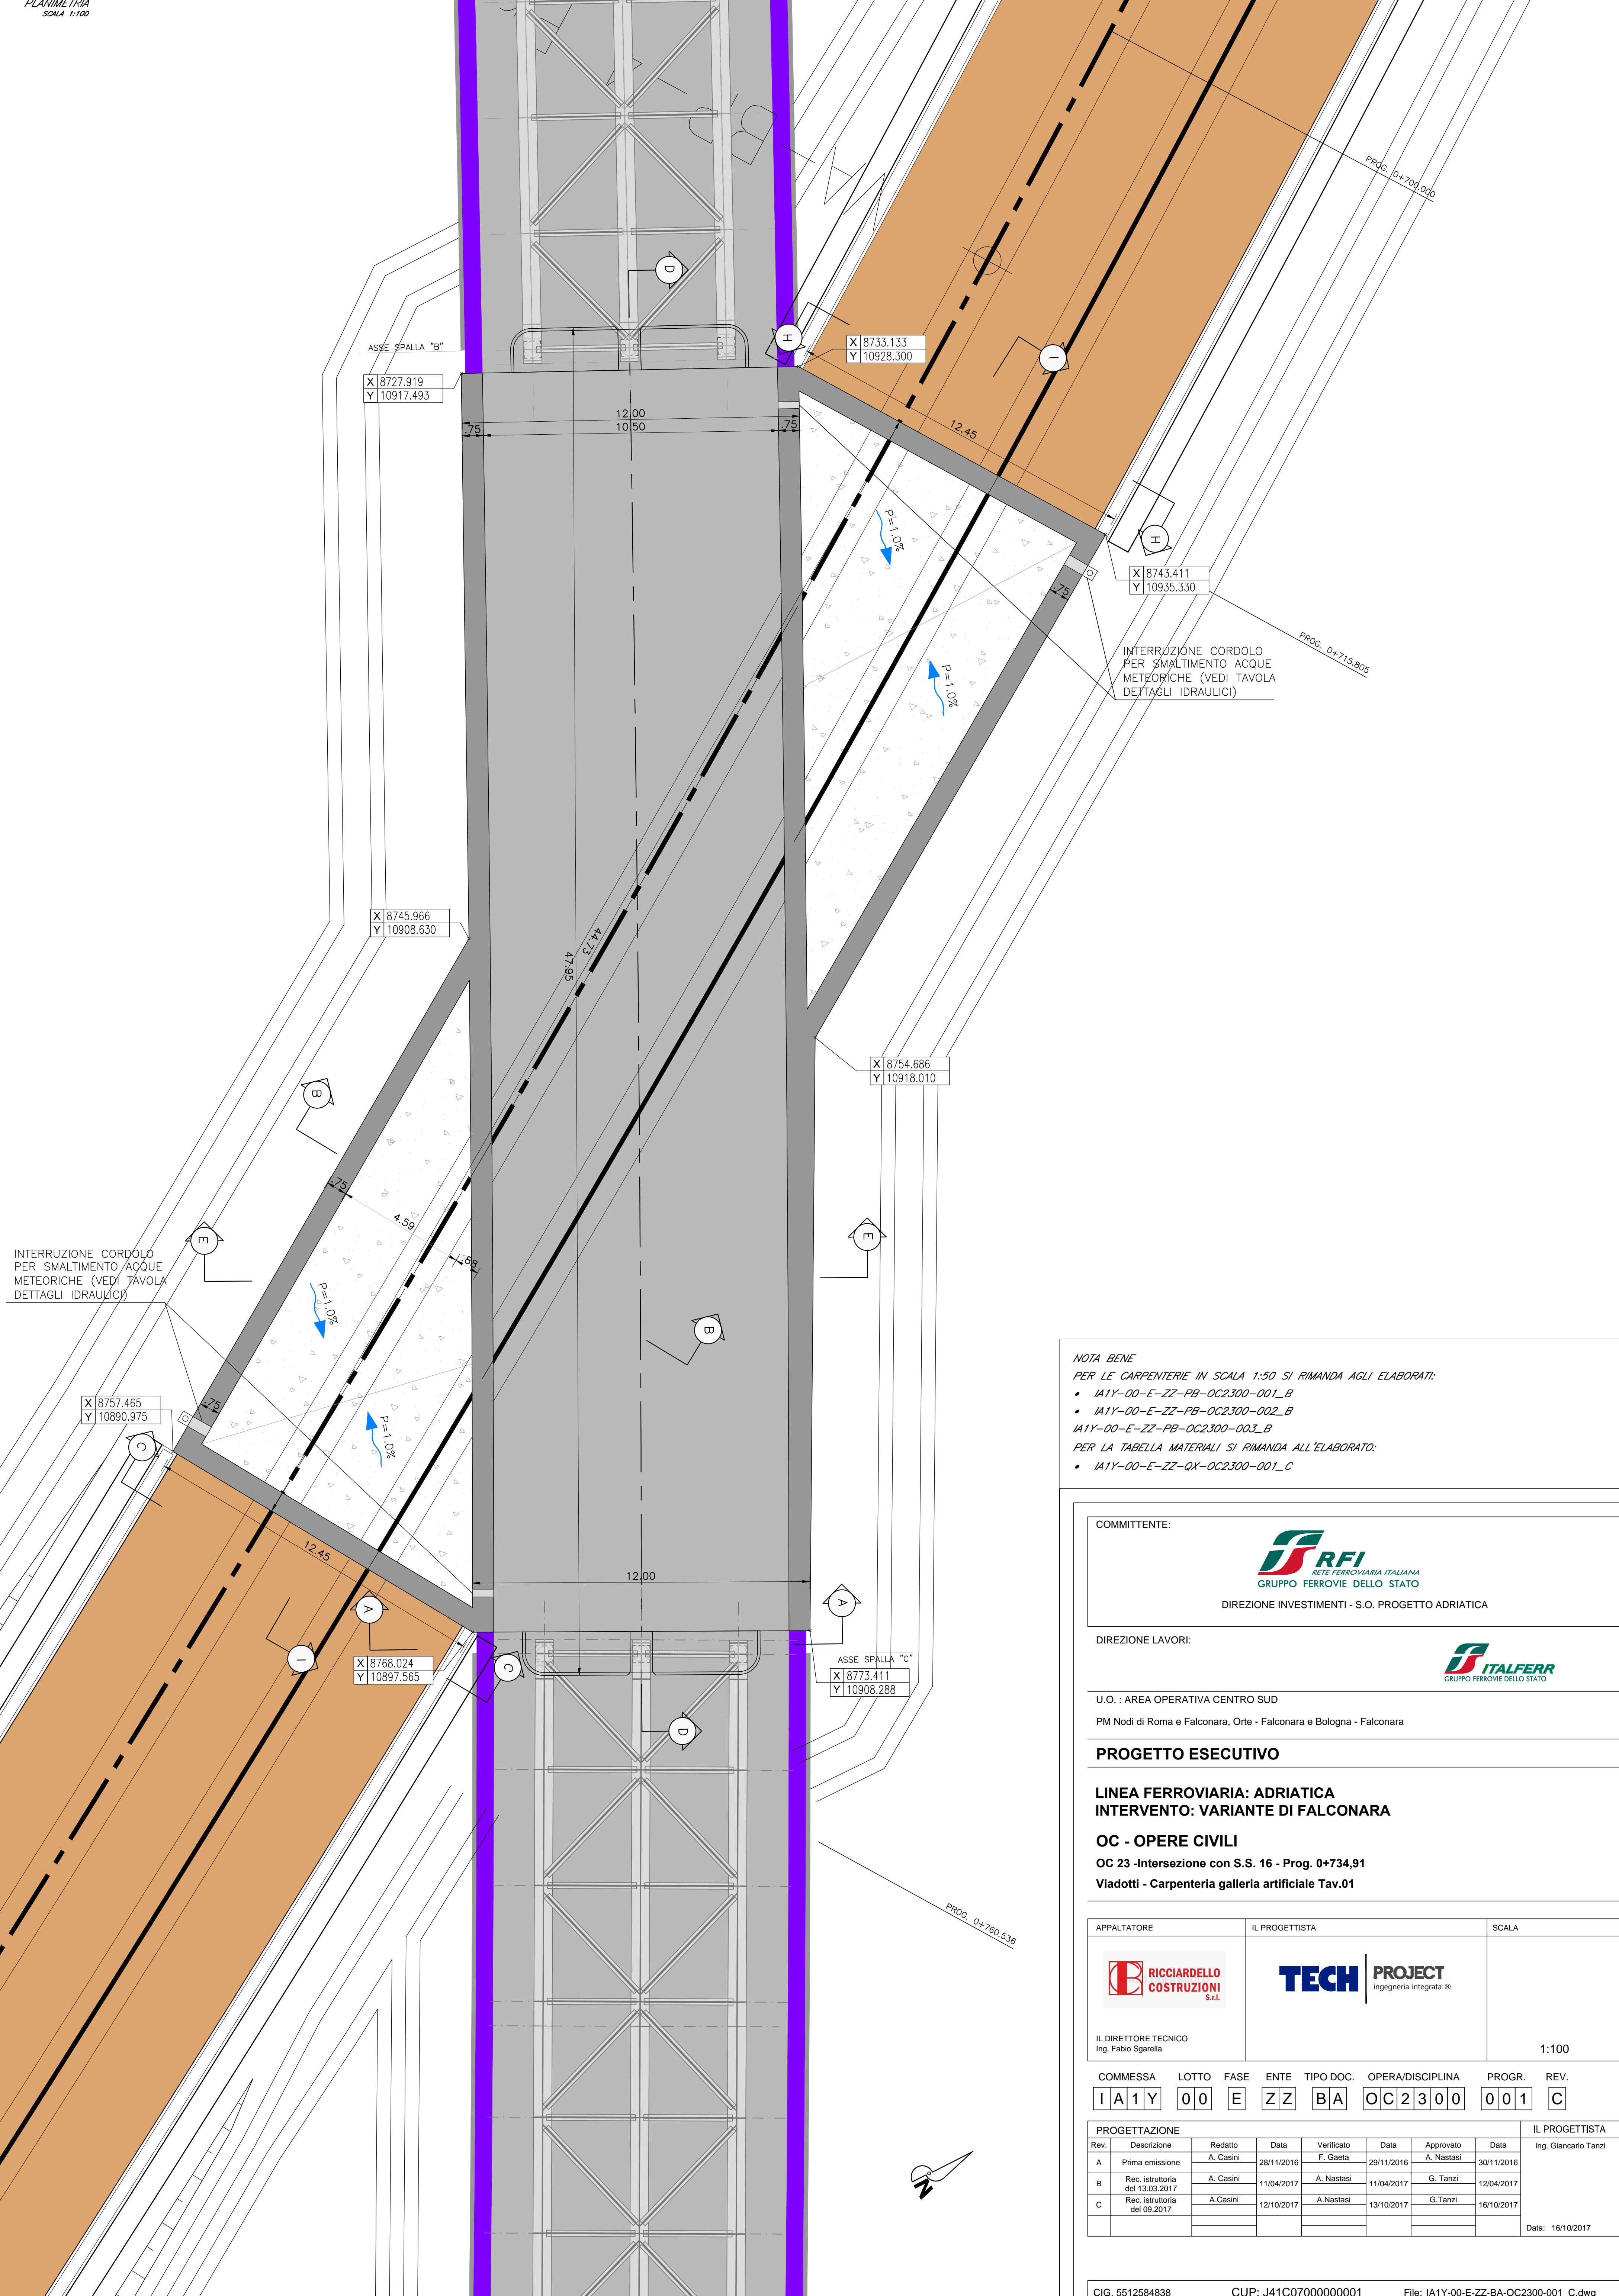 PLANIMETRIA
SCALA 1:100
PROG. 0+700.000
D
H
I
ASSE SPALLA "B"
X 8733.133
Y 10928.300
X 8727.919
Y 10917.493
12.00
.75
10.50
.75
12.45
P=1.0%
H
X 8743.411
Y 10935.330
.75
PROG. 0+715.805
INTERRUZIONE CORDOLO
PER SMALTIMENTO ACQUE
METEORICHE (VEDI TAVOLA
DETTAGLI IDRAULICI)
P=1.0%
X 8745.966
Y 10908.630
44.73
47.95
X 8754.686
Y 10918.010
B
.75
4.59
.88
E
E
INTERRUZIONE CORDOLO
PER SMALTIMENTO ACQUE
METEORICHE (VEDI TAVOLA
DETTAGLI IDRAULICI)
P=1.0%
B
X 8757.465
Y 10890.975
.75
P=1.0%
C
12.45
12.00
A
A
I
X 8768.024
Y 10897.565
C
ASSE SPALLA "C"
X 8773.411
Y 10908.288
D
PROG. 0+760.536
N
NOTA BENE
PER LE CARPENTERIE IN SCALA 1:50 SI RIMANDA AGLI ELABORATI:
• IA1Y-00-E-ZZ-PB-OC2300-001_B
• IA1Y-00-E-ZZ-PB-OC2300-002_B
IA1Y-00-E-ZZ-PB-OC2300-003_B
PER LA TABELLA MATERIALI SI RIMANDA ALL'ELABORATO:
• IA1Y-00-E-ZZ-QX-OC2300-001_C
COMMITTENTE:
RFI
RETE FERROVIARIA ITALIANA
GRUPPO FERROVIE DELLO STATO
DIREZIONE INVESTIMENTI - S.O. PROGETTO ADRIATICA
DIREZIONE LAVORI:
ITALFERR
GRUPPO FERROVIE DELLO STATO
U.O. : AREA OPERATIVA CENTRO SUD
PM Nodi di Roma e Falconara, Orte - Falconara e Bologna - Falconara
PROGETTO ESECUTIVO
LINEA FERROVIARIA: ADRIATICA
INTERVENTO: VARIANTE DI FALCONARA
OC - OPERE CIVILI
OC 23 -Intersezione con S.S. 16 - Prog. 0+734,91
Viadotti - Carpenteria galleria artificiale Tav.01
APPALTATORE IL PROGETTISTA SCALA
RICCIARDELLO
COSTRUZIONI
S.r.l.
TECH PROJECT
ingegneria integrata ®
IL DIRETTORE TECNICO
Ing. Fabio Sgarella
1:100
COMMESSA LOTTO FASE ENTE TIPO DOC. OPERA/DISCIPLINA PROGR. REV.
I A 1 Y 0 0 E Z Z B A O C 2 3 0 0 0 0 1 C
PROGETTAZIONE IL PROGETTISTA
Rev. Descrizione Redatto Data Verificato Data Approvato Data Ing. Giancarlo Tanzi
A Prima emissione A. Casini 28/11/2016 F. Gaeta 29/11/2016 A. Nastasi 30/11/2016
B Rec. istruttoria del 13.03.2017 A. Casini 11/04/2017 A. Nastasi 11/04/2017 G. Tanzi 12/04/2017
C Rec. istruttoria del 09.2017 A.Casini 12/10/2017 A.Nastasi 13/10/2017 G.Tanzi 16/10/2017
Data: 16/10/2017
CIG. 5512584838 CUP: J41C07000000001 File: IA1Y-00-E-ZZ-BA-OC2300-001_C.dwg